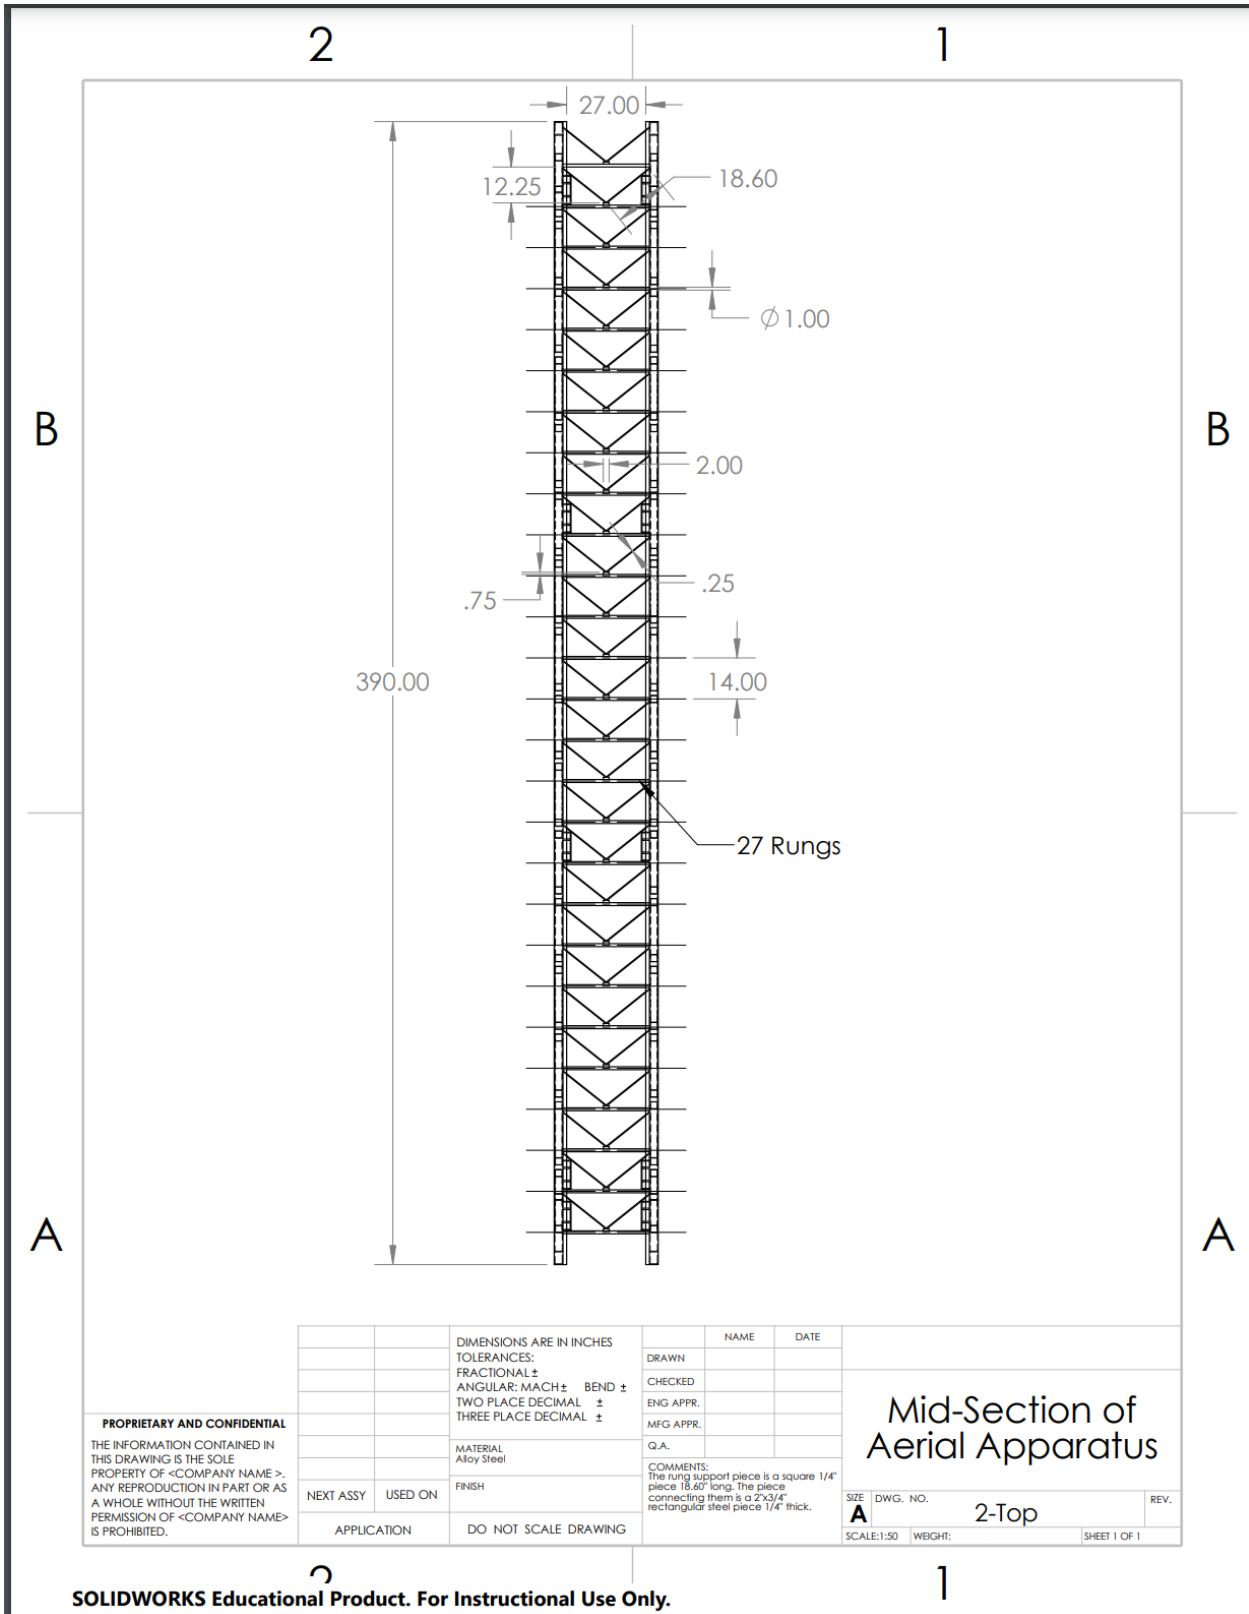 2
1
27.00
12.25
18.60
∅1.00
B
B
2.00
.75
.25
390.00
14.00
27 Rungs
A
A
PROPRIETARY AND CONFIDENTIAL
THE INFORMATION CONTAINED IN
THIS DRAWING IS THE SOLE
PROPERTY OF <COMPANY NAME >.
ANY REPRODUCTION IN PART OR AS
A WHOLE WITHOUT THE WRITTEN
PERMISSION OF <COMPANY NAME>
IS PROHIBITED.
NEXT ASSY
USED ON
APPLICATION
DIMENSIONS ARE IN INCHES
TOLERANCES:
FRACTIONAL ±
ANGULAR: MACH ± BEND ±
TWO PLACE DECIMAL ±
THREE PLACE DECIMAL ±
MATERIAL
Alloy Steel
FINISH
DO NOT SCALE DRAWING
NAME
DATE
DRAWN
CHECKED
ENG APPR.
MFG APPR.
Q.A.
COMMENTS:
The rung support piece is a square 1/4"
piece 18.60" long. The piece
connecting them is a 2"x3/4"
rectangular steel piece 1/4" thick.
Mid-Section of
Aerial Apparatus
SIZE
A
DWG. NO.
2-Top
REV.
SCALE:1:50
WEIGHT:
SHEET 1 OF 1
2
1
SOLIDWORKS Educational Product. For Instructional Use Only.